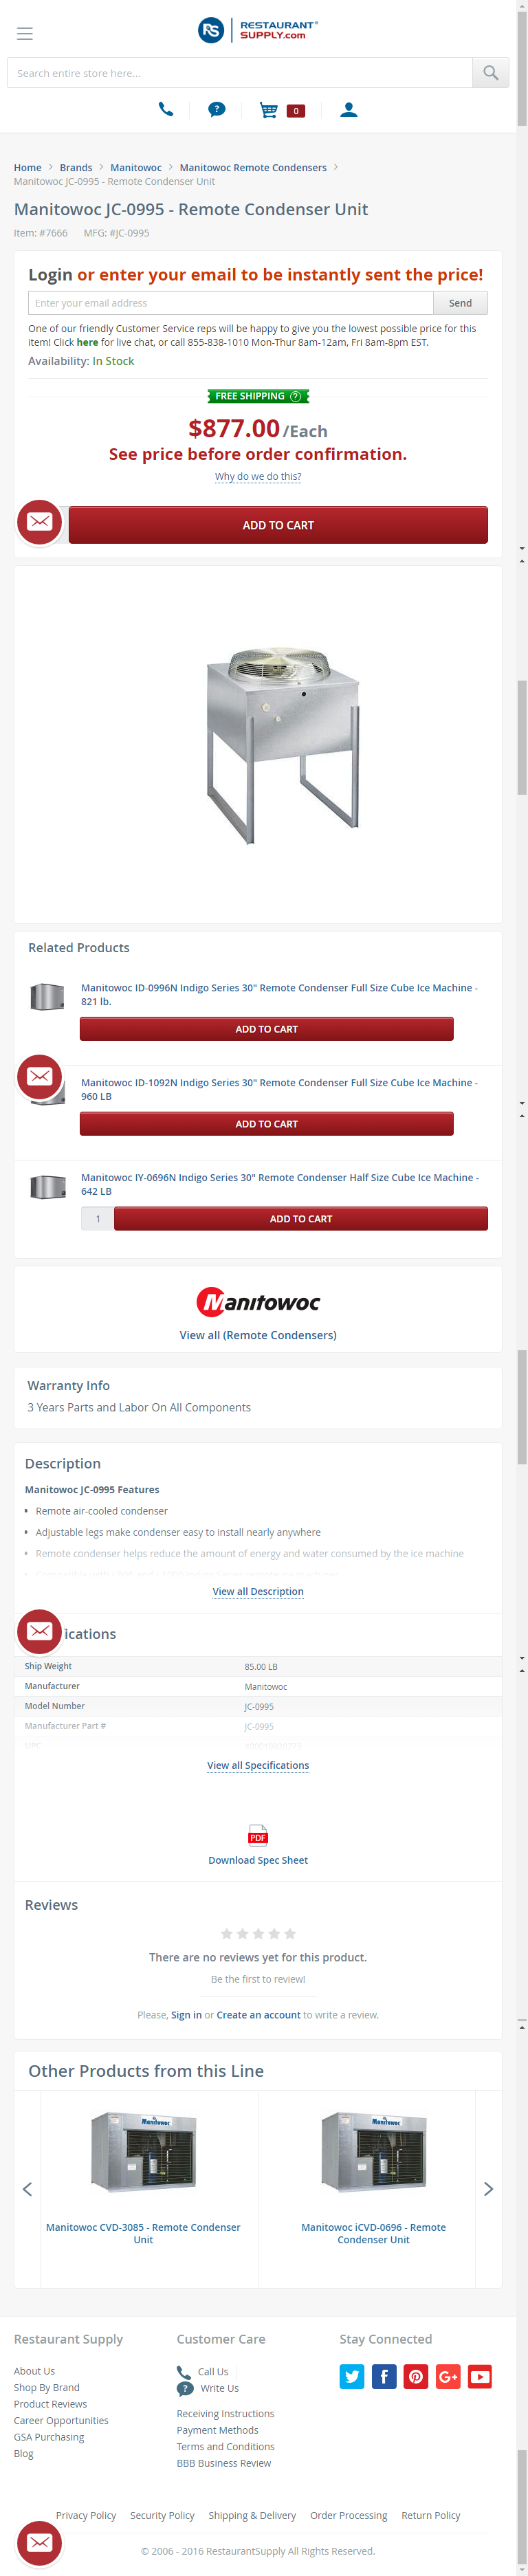 RS RESTAURANT
SUPPLY.com
Search entire store here...
? 0
Home > Brands > Manitowoc > Manitowoc Remote Condensers >
Manitowoc JC-0995 - Remote Condenser Unit
Manitowoc JC-0995 - Remote Condenser Unit
Item: #7666 MFG: #JC-0995
Login or enter your email to be instantly sent the price!
Enter your email address Send
One of our friendly Customer Service reps will be happy to give you the lowest possible price for this
item! Click here for live chat, or call 855-838-1010 Mon-Thur 8am-12am, Fri 8am-8pm EST.
Availability: In Stock
FREE SHIPPING ?
$877.00 /Each
See price before order confirmation.
Why do we do this?
ADD TO CART
Related Products
Manitowoc ID-0996N Indigo Series 30" Remote Condenser Full Size Cube Ice Machine -
821 lb.
ADD TO CART
Manitowoc ID-1092N Indigo Series 30" Remote Condenser Full Size Cube Ice Machine -
960 LB
ADD TO CART
Manitowoc IY-0696N Indigo Series 30" Remote Condenser Half Size Cube Ice Machine -
642 LB
1 ADD TO CART
Manitowoc
View all (Remote Condensers)
Warranty Info
3 Years Parts and Labor On All Components
Description
Manitowoc JC-0995 Features
Remote air-cooled condenser
Adjustable legs make condenser easy to install nearly anywhere
Remote condenser helps reduce the amount of energy and water consumed by the ice machine
View all Description
ications
Ship Weight 85.00 LB
Manufacturer Manitowoc
Model Number JC-0995
Manufacturer Part # JC-0995
UPC
View all Specifications
PDF
Download Spec Sheet
Reviews
There are no reviews yet for this product.
Be the first to review!
Please, Sign in or Create an account to write a review.
Other Products from this Line
Manitowoc Manitowoc
Manitowoc CVD-3085 - Remote Condenser
Unit
Manitowoc iCVD-0696 - Remote
Condenser Unit
Restaurant Supply
About Us
Shop By Brand
Product Reviews
Career Opportunities
GSA Purchasing
Blog
Customer Care
Call Us
? Write Us
Receiving Instructions
Payment Methods
Terms and Conditions
BBB Business Review
Stay Connected
f G+
Privacy Policy Security Policy Shipping & Delivery Order Processing Return Policy
© 2006 - 2016 RestaurantSupply All Rights Reserved.